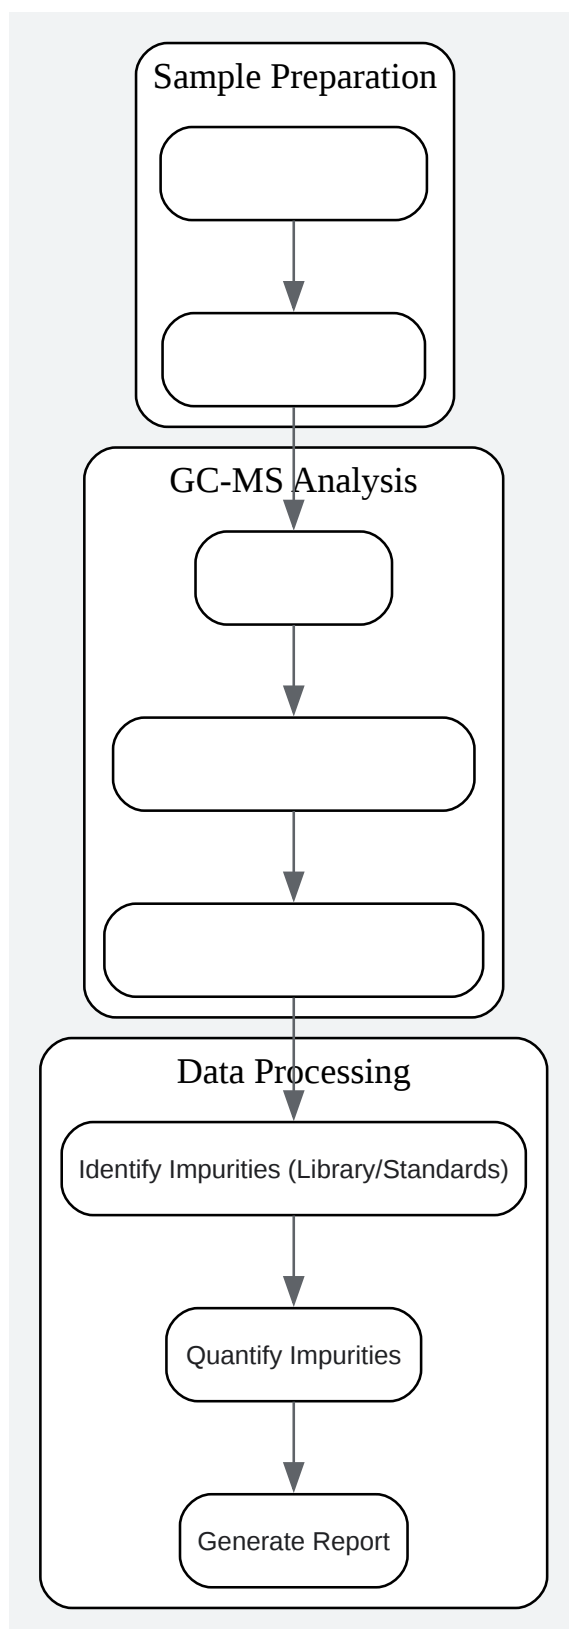 Sample Preparation
GC-MS Analysis
Data Processing
Identify Impurities (Library/Standards)
Quantify Impurities
Generate Report